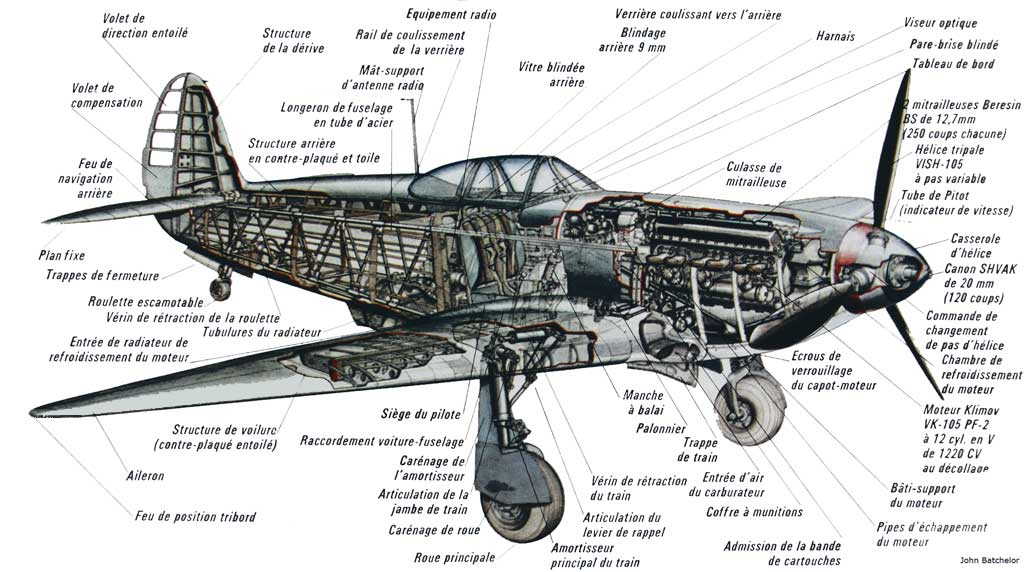 Volet de
direction entoilé
Structure
de la dérive
Equipement radio
Rail de coulissement
de la verrière
Mât-support
d'antenne radio
Longeron de fuselage
en tube d'acier
Structure arrière
en contre-plaqué et toile
Verrière coulissant vers l'arrière
Blindage
arrière 9 mm
Vitre blindée
arrière
Harnais
Viseur optique
Pare-brise blindé
Tableau de bord
2 mitrailleuses Beresin
BS de 12,7mm
(250 coups chacune)
Hélice tripale
VISH-105
à pas variable
Tube de Pitot
(indicateur de vitesse)
Culasse de
mitrailleuse
Volet de
compensation
Feu de
navigation
arrière
Plan fixe
Trappes de fermeture
Roulette escamotable
Vérin de rétraction de la roulette
Tubulures du radiateur
Entrée de radiateur de
refroidissement du moteur
Casserole
d'hélice
Canon SHVAK
de 20 mm
(120 coups)
Commande de
changement
de pas d'hélice
Chambre de
refroidissement
du moteur
Ecrous de
verrouillage
du capot-moteur
Moteur Klimov
VK-105 PF-2
à 12 cyl. en V
de 1220 CV
au décollage
Siège du pilote
Manche
à balai
Palonnier
Trappe
de train
Structure de voilure
(contre-plaqué entoilé)
Raccordement voiture-fuselage
Carénage de
l'amortisseur
Articulation de la
jambe de train
Carénage de roue
Roue principale
Vérin de rétraction
du train
Articulation du
levier de rappel
Amortisseur
principal du train
Entrée d'air
du carburateur
Coffre à munitions
Admission de la bande
de cartouches
Bâti-support
du moteur
Pipes d'échappement
du moteur
Aileron
Feu de position tribord
John Batchelor